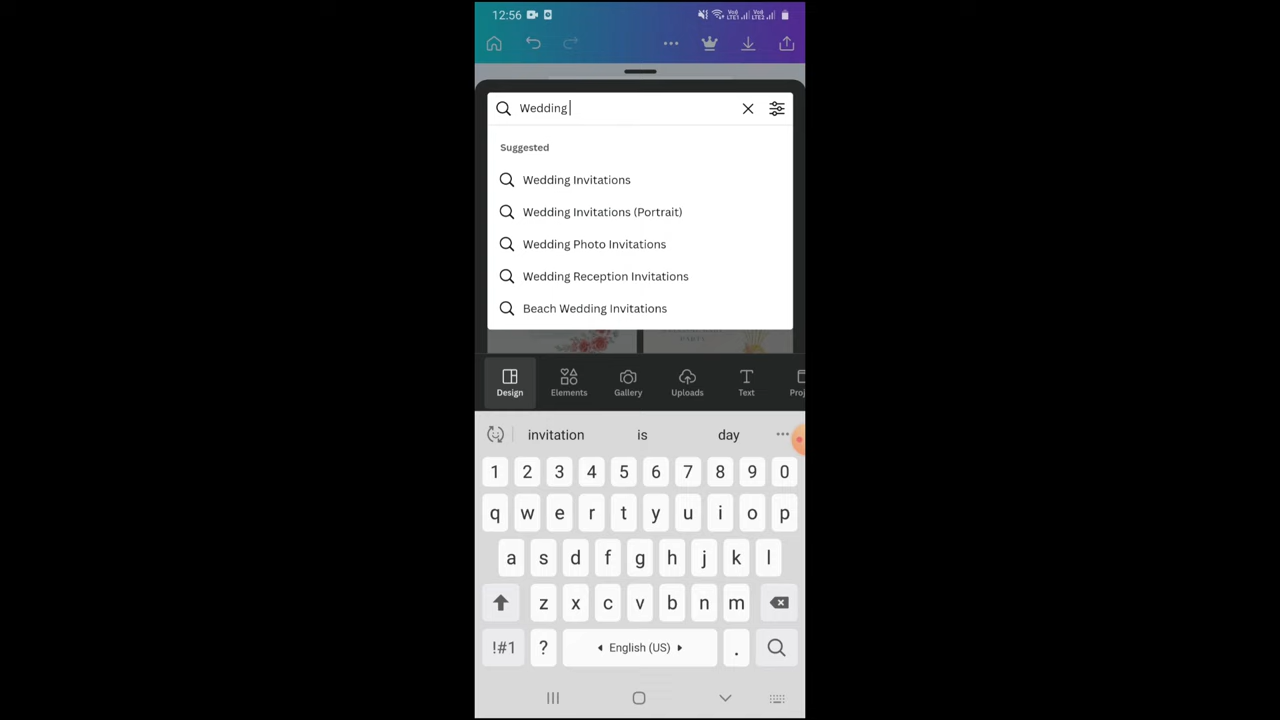 12:56
Wedding
Suggested
Wedding Invitations
Wedding Invitations (Portrait)
Wedding Photo Invitations
Wedding Reception Invitations
Beach Wedding Invitations
Design Elements Gallery Uploads Text
invitation is day
1 2 3 4 5 6 7 8 9 0
q w e r t y u i o p
a s d f g h j k l
z x c v b n m
!#1 ? English (US) .